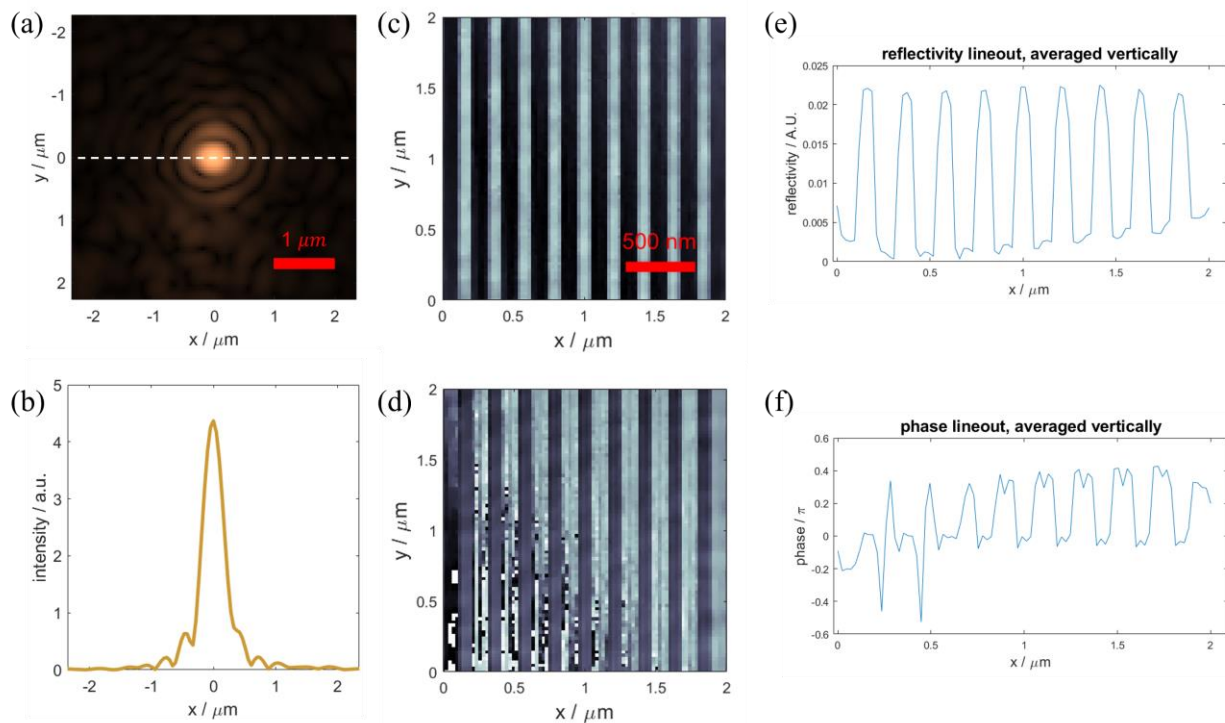 (a)
-2
-1
0
1
2
y / μm
1 μm
-2 -1 0 1 2
x / μm
(b)
5
4
3
2
1
0
intensity / a.u.
-2 -1 0 1 2
x / μm
(c)
2
1.5
1
0.5
0
y / μm
500 nm
0 0.5 1 1.5 2
x / μm
(d)
2
1.5
1
0.5
0
y / μm
0 0.5 1 1.5 2
x / μm
(e)
reflectivity lineout, averaged vertically
0.025
0.02
0.015
0.01
0.005
0
reflectivity / A.U.
0 0.5 1 1.5 2
x / μm
(f)
phase lineout, averaged vertically
0.6
0.4
0.2
0
-0.2
-0.4
-0.6
phase / π
0 0.5 1 1.5 2
x / μm